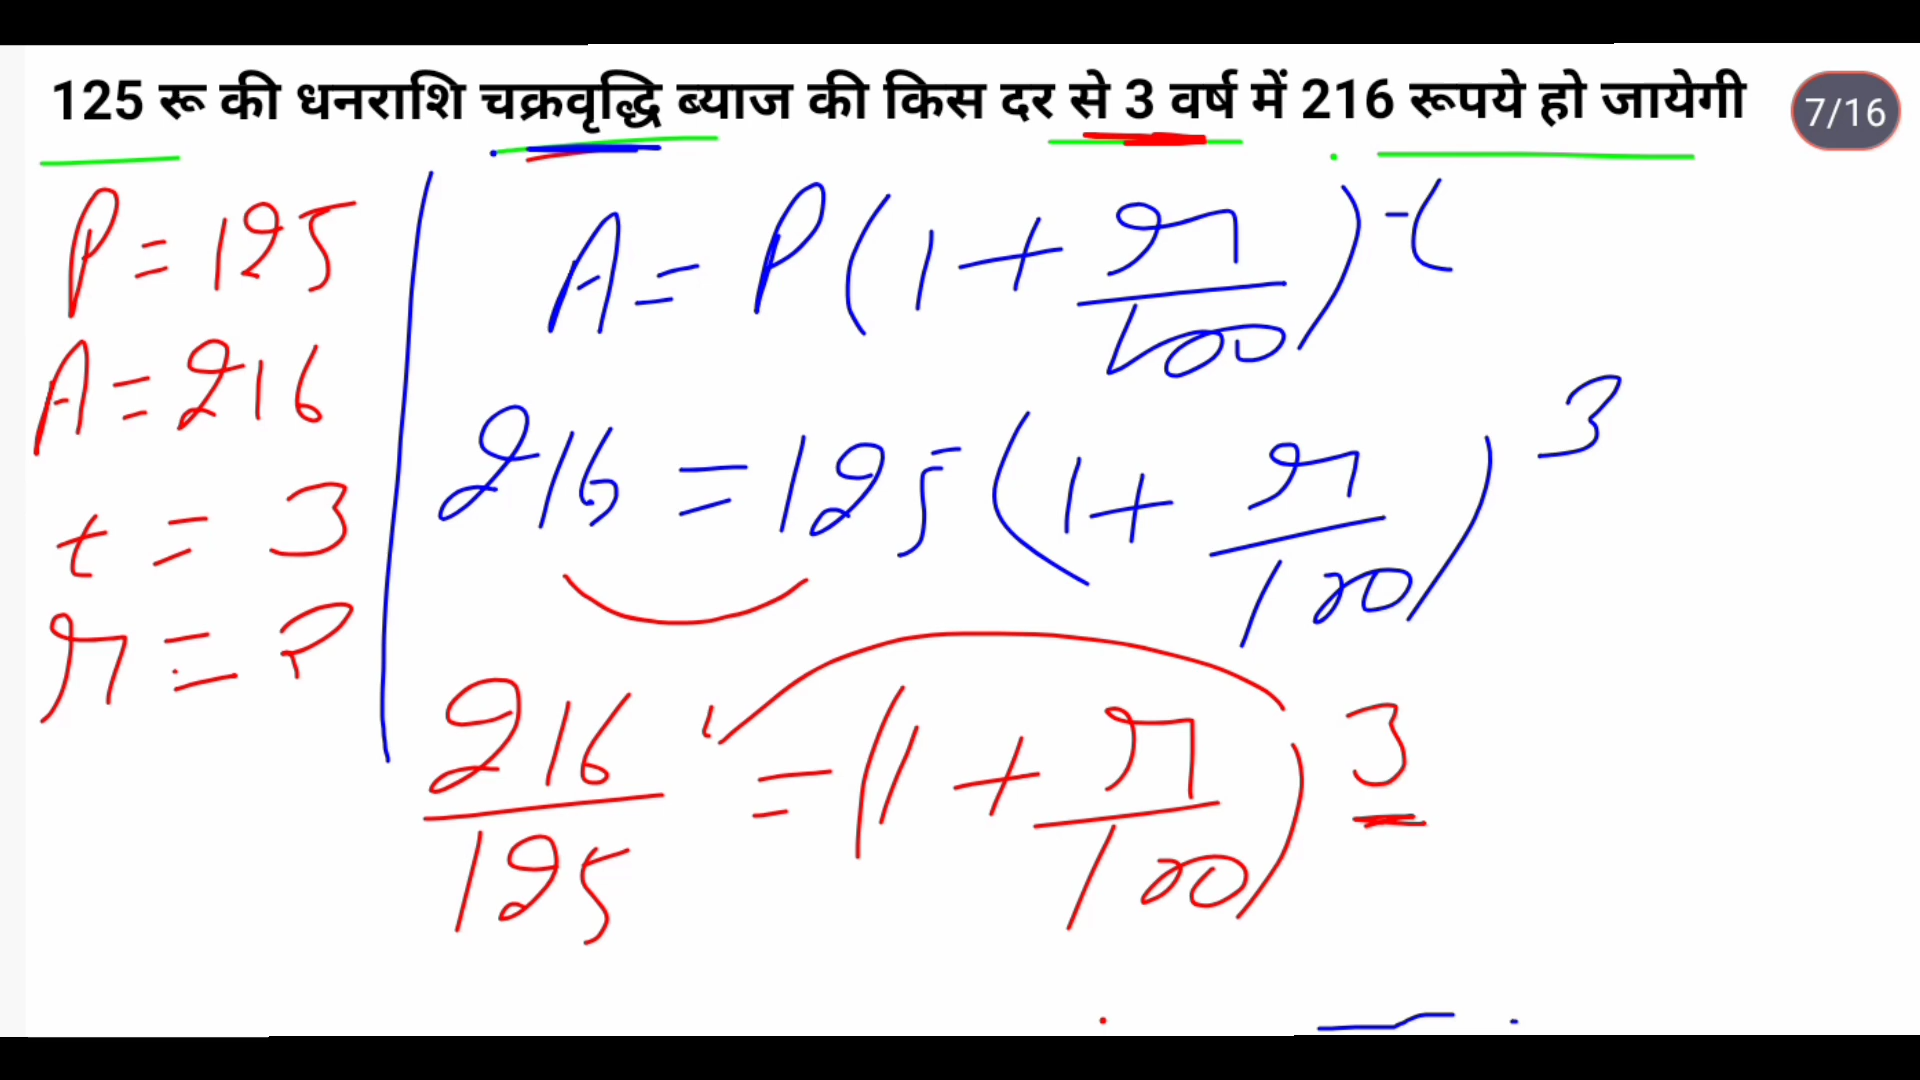 125 रू की धनराशि चक्रवृद्धि ब्याज की किस दर से 3 वर्ष में 216 रूपये हो जायेगी
7/16
P = 125
A = 216
t = 3
r = ?
A = P(1 + r/100)^t
216 = 125(1 + r/100)^3
216/125 = (1 + r/100)^3